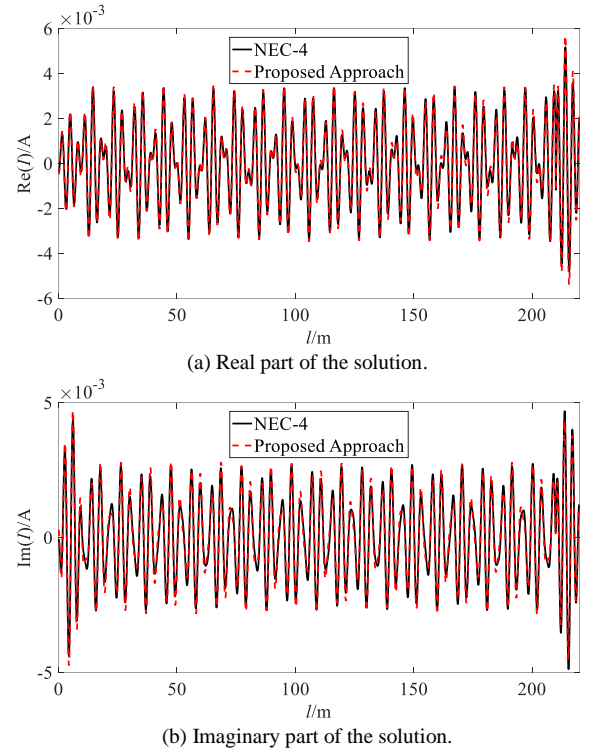 ×10⁻³
6
4
2
0
-2
-4
-6
Re(I)/A
NEC-4
Proposed Approach
0 50 100 150 200
l/m
(a) Real part of the solution.
×10⁻³
5
0
-5
Im(I)/A
NEC-4
Proposed Approach
0 50 100 150 200
l/m
(b) Imaginary part of the solution.